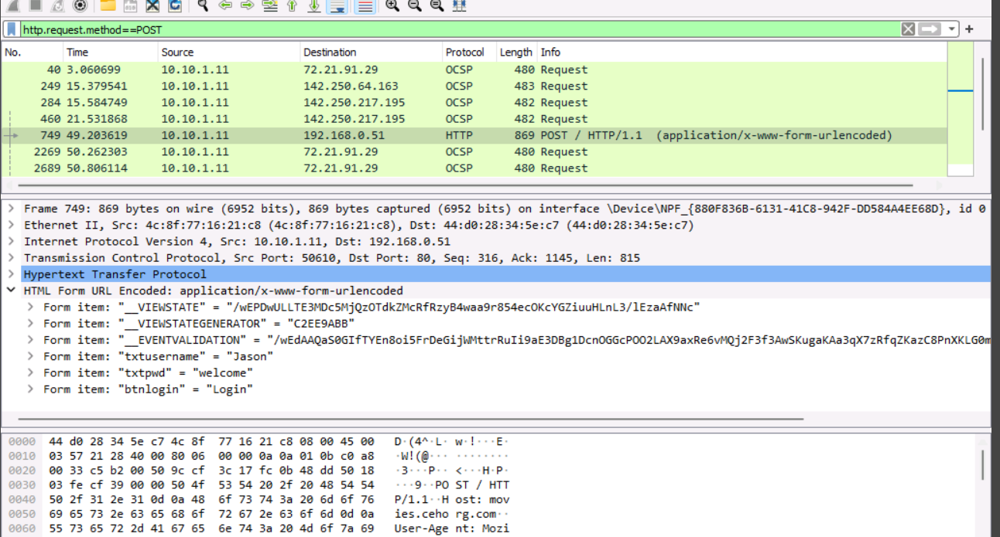 http.request.method==POST
No. Time Source Destination Protocol Length Info
40 3.060699 10.10.1.11 72.21.91.29 OCSP 480 Request
249 15.379541 10.10.1.11 142.250.64.163 OCSP 483 Request
284 15.584749 10.10.1.11 142.250.217.195 OCSP 482 Request
460 21.531868 10.10.1.11 142.250.217.195 OCSP 482 Request
749 49.203619 10.10.1.11 192.168.0.51 HTTP 869 POST / HTTP/1.1 (application/x-www-form-urlencoded)
2269 50.262303 10.10.1.11 72.21.91.29 OCSP 480 Request
2689 50.806114 10.10.1.11 72.21.91.29 OCSP 480 Request
Frame 749: 869 bytes on wire (6952 bits), 869 bytes captured (6952 bits) on interface \Device\NPF_{880F836B-6131-41C8-942F-DD584A4EE68D}, id 0
Ethernet II, Src: 4c:8f:77:16:21:c8 (4c:8f:77:16:21:c8), Dst: 44:d0:28:34:5e:c7 (44:d0:28:34:5e:c7)
Internet Protocol Version 4, Src: 10.10.1.11, Dst: 192.168.0.51
Transmission Control Protocol, Src Port: 50610, Dst Port: 80, Seq: 316, Ack: 1145, Len: 815
Hypertext Transfer Protocol
HTML Form URL Encoded: application/x-www-form-urlencoded
Form item: "__VIEWSTATE" = "/wEPDwULLTE3MDc5MjQzOTdkZMcRfRzyB4waa9r854ecOKcYGZiuuHLnL3/lEzaAfNNc"
Form item: "__VIEWSTATEGENERATOR" = "C2EE9ABB"
Form item: "__EVENTVALIDATION" = "/wEdAAQaS0GIfTYEn8oi5FrDeGijWMttrRuIi9aE3DBg1DcnOGGcPOO2LAX9axRe6vMQj2F3f3AwSKugaKAa3qX7zRfqZKazC8PnXKLG0m
Form item: "txtusername" = "Jason"
Form item: "txtpwd" = "welcome"
Form item: "btnlogin" = "Login"
0000 44 d0 28 34 5e c7 4c 8f 77 16 21 c8 08 00 45 00 D·(4^·L· w·!···E·
0010 03 57 21 28 40 00 80 06 00 00 0a 0a 01 0b c0 a8 ·W!(@··· ········
0020 00 33 c5 b2 00 50 9c cf 3c 17 fc 0b 48 dd 50 18 ·3···P·· <···H·P·
0030 03 fe cf 39 00 00 50 4f 53 54 20 2f 20 48 54 54 ···9··PO ST / HTT
0040 50 2f 31 2e 31 0d 0a 48 6f 73 74 3a 20 6d 6f 76 P/1.1··H ost: mov
0050 69 65 73 2e 63 65 68 6f 72 67 2e 63 6f 6d 0d 0a ies.ceho rg.com··
0060 55 73 65 72 2d 41 67 65 6e 74 3a 20 4d 6f 7a 69 User-Age nt: Mozi